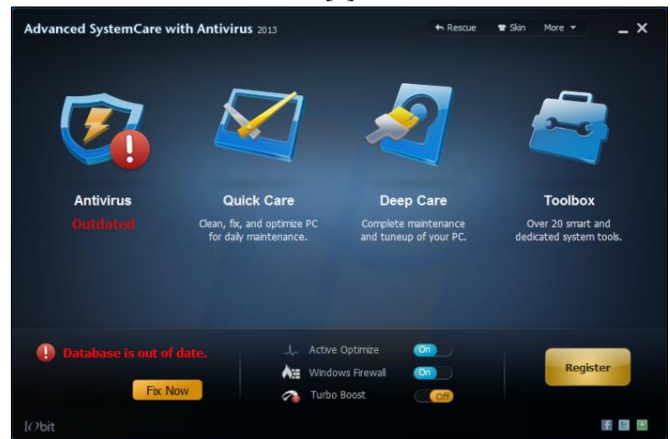 Advanced SystemCare with Antivirus 2013
Rescue
Skin
More
Antivirus
Outdated
Quick Care
Clean, fix, and optimize PC
for daily maintenance.
Deep Care
Complete maintenance
and tuneup of your PC.
Toolbox
Over 20 smart and
dedicated system tools.
Database is out of date.
Fix Now
Active Optimize On
Windows Firewall On
Turbo Boost Off
Register
IObit